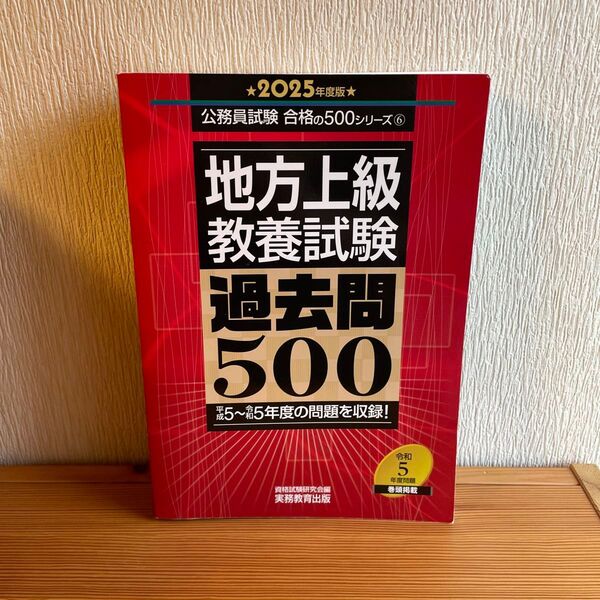 ★2025年度版★
公務員試験 合格の500シリーズ⑥
地方上級
教養試験
過去問
500
平成5～令和5年度の問題を収録！
令和
5
年度問題
巻頭掲載
資格試験研究会編
実務教育出版